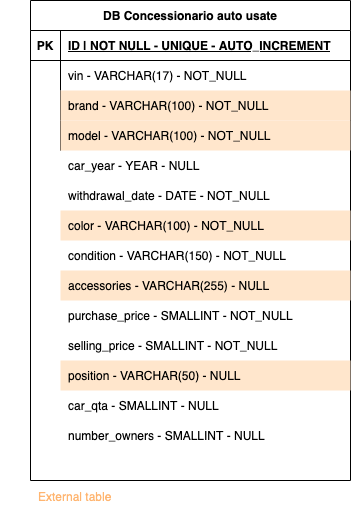 DB Concessionario auto usate
PK ID I NOT NULL - UNIQUE - AUTO_INCREMENT
vin - VARCHAR(17) - NOT_NULL
brand - VARCHAR(100) - NOT_NULL
model - VARCHAR(100) - NOT_NULL
car_year - YEAR - NULL
withdrawal_date - DATE - NOT_NULL
color - VARCHAR(100) - NOT_NULL
condition - VARCHAR(150) - NOT_NULL
accessories - VARCHAR(255) - NULL
purchase_price - SMALLINT - NOT_NULL
selling_price - SMALLINT - NOT_NULL
position - VARCHAR(50) - NULL
car_qta - SMALLINT - NULL
number_owners - SMALLINT - NULL
External table